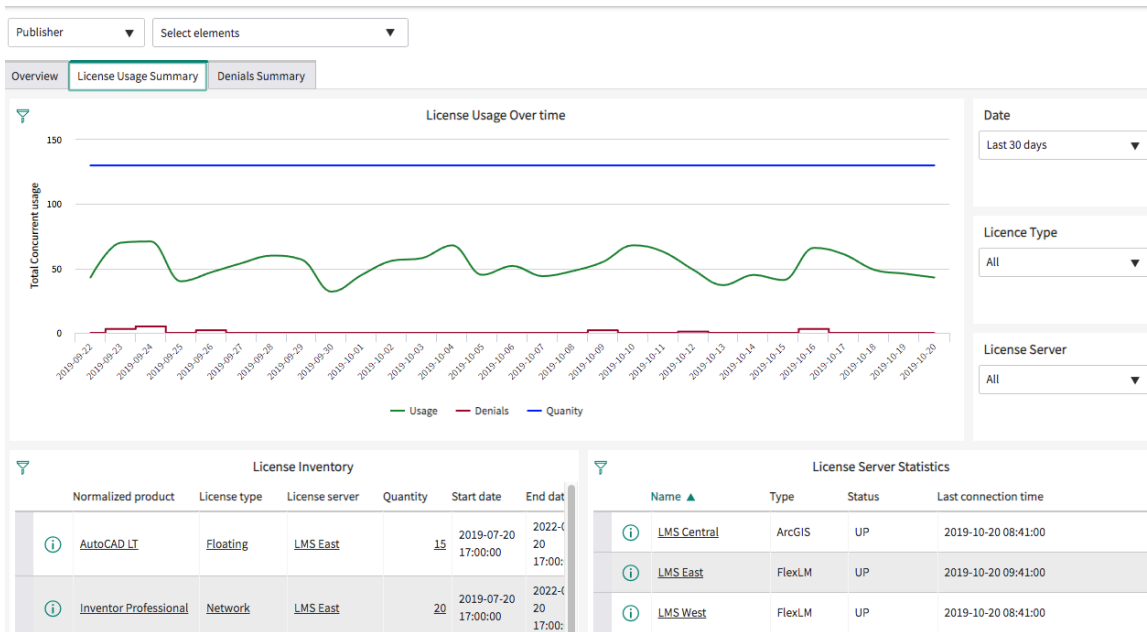 Publisher
Select elements
Overview
License Usage Summary
Denials Summary
License Usage Over time
Total Concurrent usage
150
100
50
0
2019-09-22
2019-09-23
2019-09-24
2019-09-25
2019-09-26
2019-09-27
2019-09-28
2019-09-29
2019-09-30
2019-10-01
2019-10-02
2019-10-03
2019-10-04
2019-10-05
2019-10-06
2019-10-07
2019-10-08
2019-10-09
2019-10-10
2019-10-11
2019-10-12
2019-10-13
2019-10-14
2019-10-15
2019-10-16
2019-10-17
2019-10-18
2019-10-19
2019-10-20
Usage Denials Quanity
Date
Last 30 days
Licence Type
All
License Server
All
License Inventory
Normalized product License type License server Quantity Start date End dat
AutoCAD LT Floating LMS East 15 2019-07-20 17:00:00 2022-0 20 17:00:
Inventor Professional Network LMS East 20 2019-07-20 17:00:00 2022-0 20 17:00:
License Server Statistics
Name Type Status Last connection time
LMS Central ArcGIS UP 2019-10-20 08:41:00
LMS East FlexLM UP 2019-10-20 09:41:00
LMS West FlexLM UP 2019-10-20 08:41:00